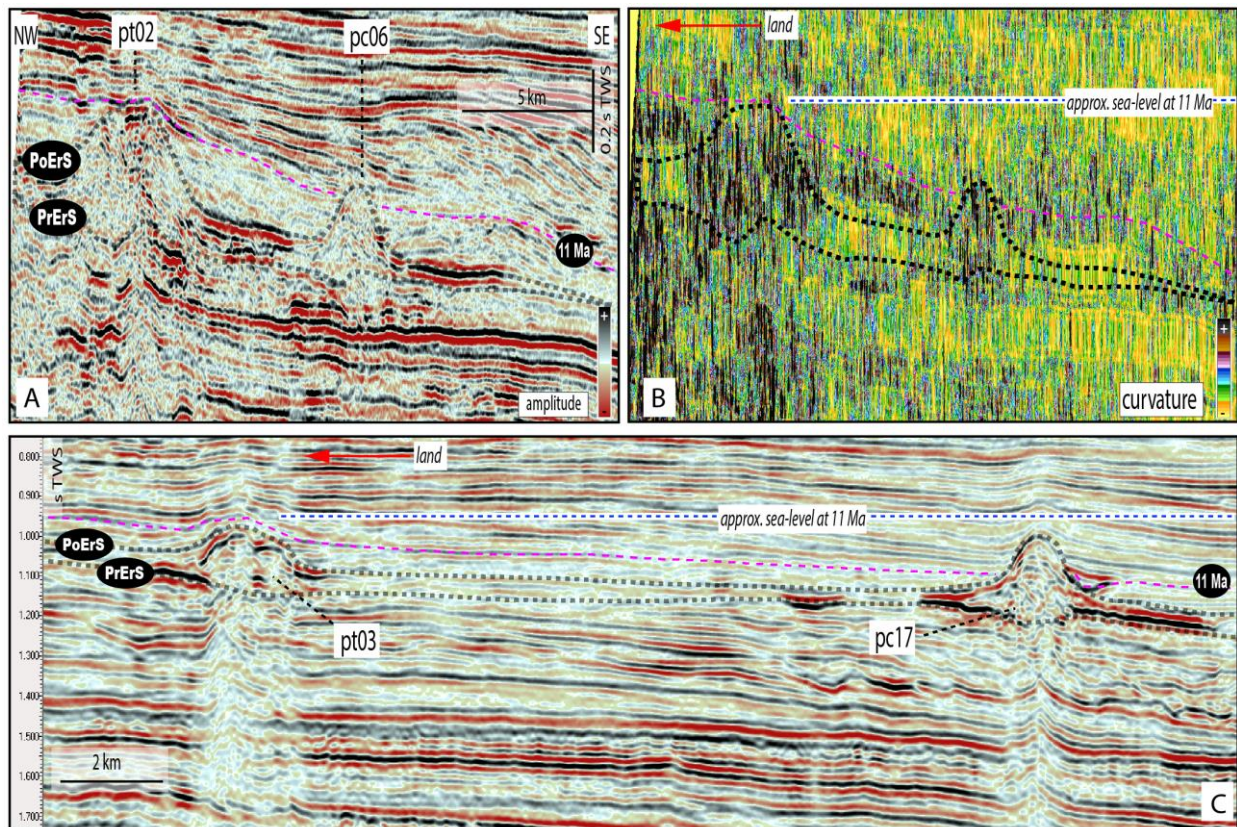 NW
pt02
pc06
SE
5 km
0.2 s TWS
PoErS
PrErS
11 Ma
+
-
A
amplitude
land
approx. sea-level at 11 Ma
+
-
B
curvature
s TWS
0.800
0.900
1.000
1.100
1.200
1.300
1.400
1.500
1.600
1.700
land
approx. sea-level at 11 Ma
PoErS
PrErS
11 Ma
pt03
pc17
2 km
C